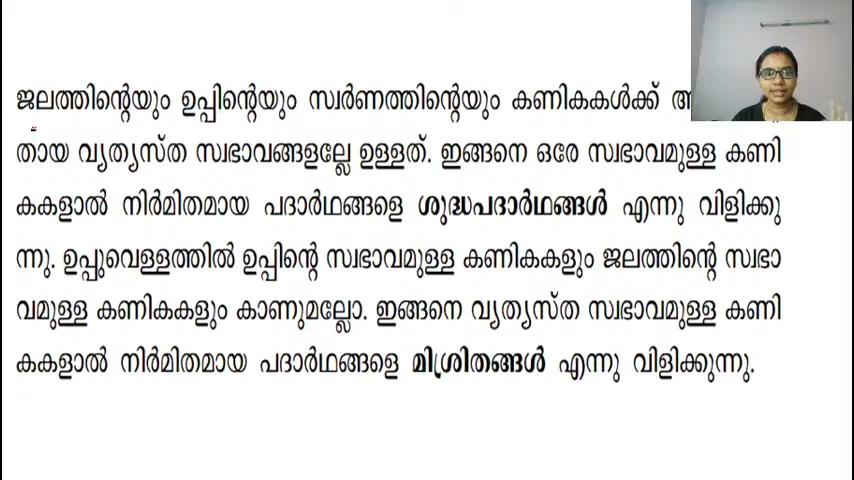 ജലത്തിന്റെയും ഉപ്പിന്റെയും സ്വർണത്തിന്റെയും കണികകൾക്ക്
തായ വ്യത്യസ്ത സ്വഭാവങ്ങളല്ലേ ഉള്ളത്. ഇങ്ങനെ ഒരേ സ്വഭാവമുള്ള കണി
കകളാൽ നിർമിതമായ പദാർഥങ്ങളെ ശുദ്ധപദാർഥങ്ങൾ എന്നു വിളിക്കു
ന്നു. ഉപ്പുവെള്ളത്തിൽ ഉപ്പിന്റെ സ്വഭാവമുള്ള കണികകളും ജലത്തിന്റെ സ്വഭാ
വമുള്ള കണികകളും കാണുമല്ലോ. ഇങ്ങനെ വ്യത്യസ്ത സ്വഭാവമുള്ള കണി
കകളാൽ നിർമിതമായ പദാർഥങ്ങളെ മിശ്രിതങ്ങൾ എന്നു വിളിക്കുന്നു.